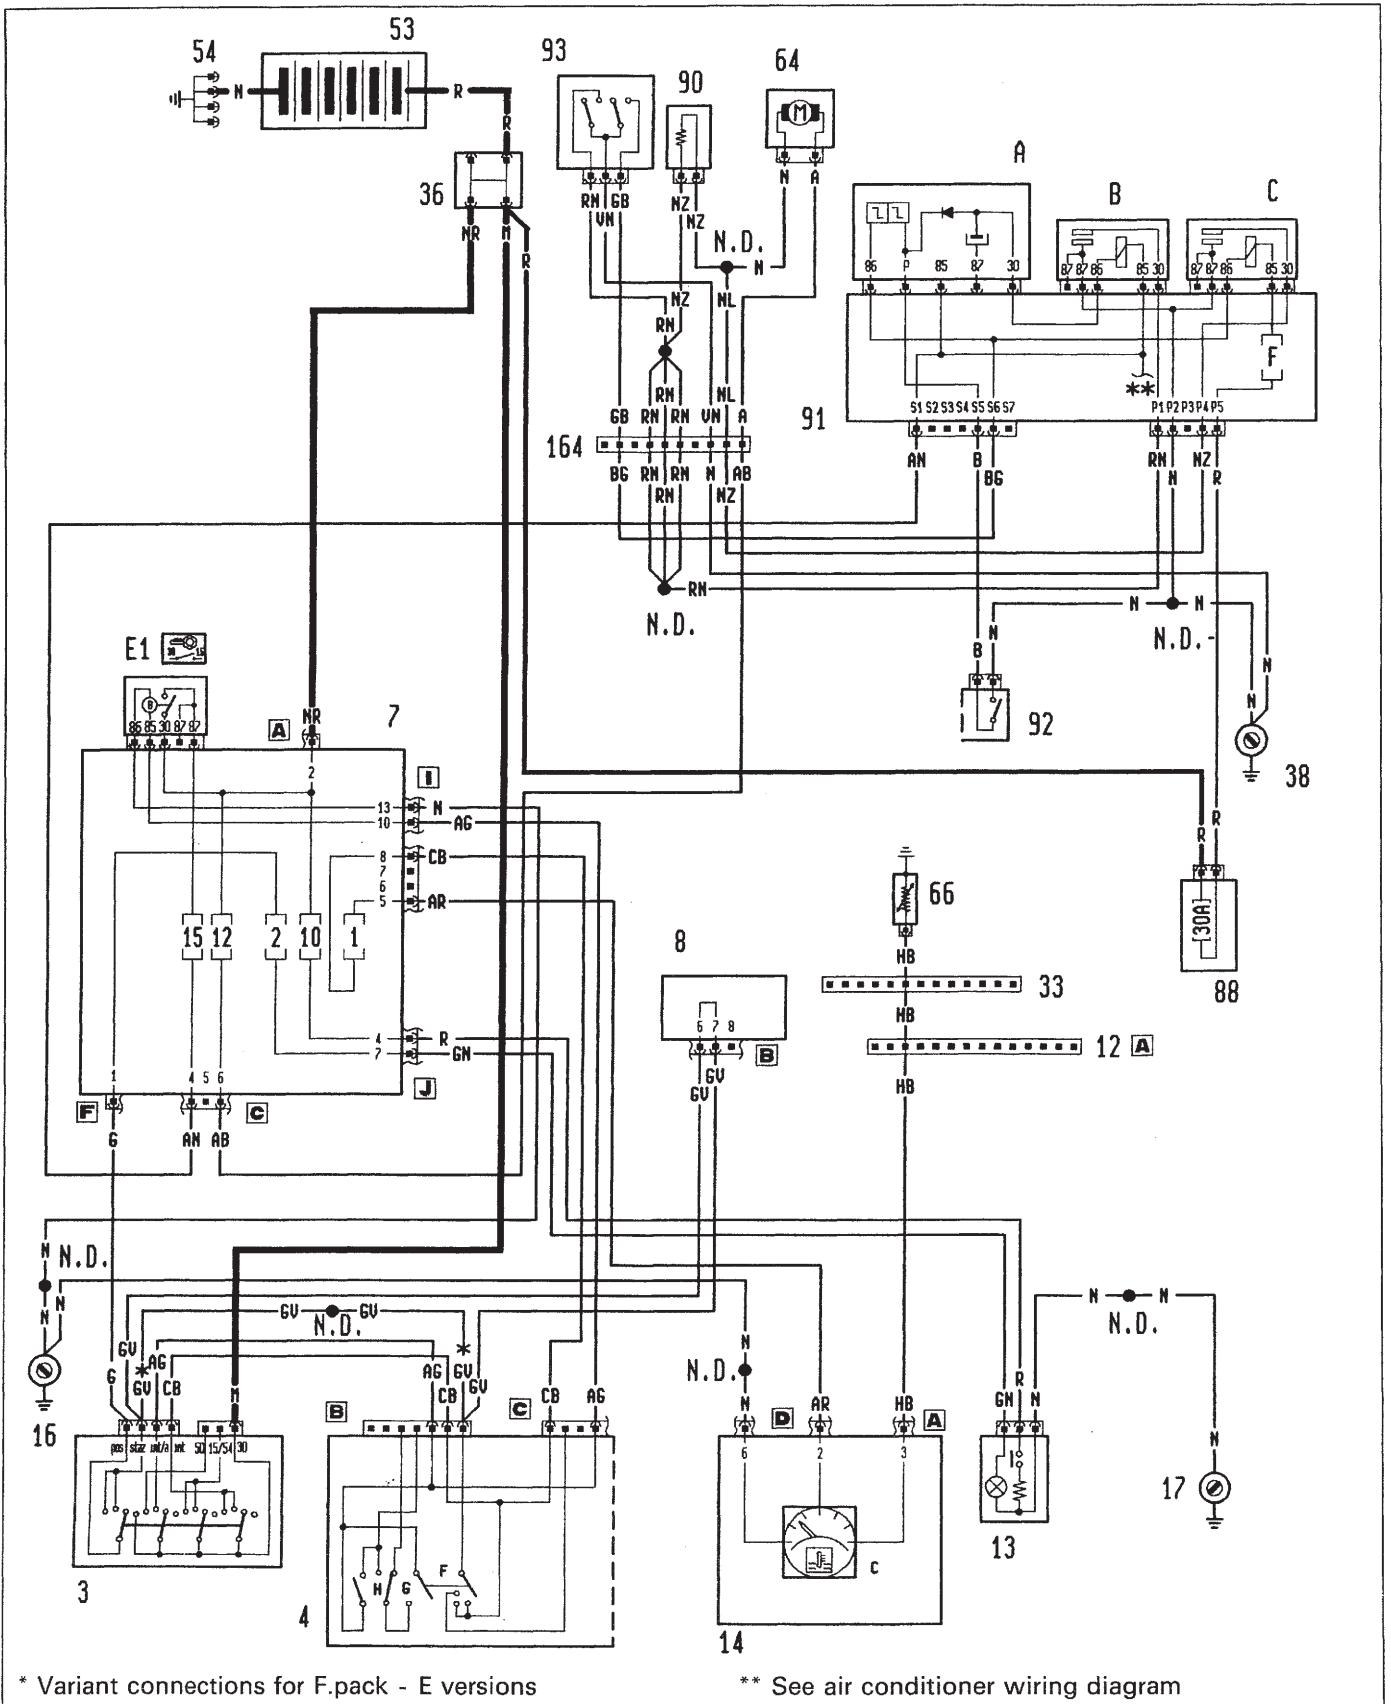 54
53
N
R
R
36
NR
M
R
93
90
64
M
N
A
RN
GB
VN
NZ
NZ
N.D.
N
NZ
NL
RN
RN
NL
GB
RN
RN
VN
A
164
BG
RN
RN
N
AB
RN
NZ
RN
N.D.
A
B
C
86
P
85
87
30
87
87
86
85
30
87
87
86
85
30
F
**
S1 S2 S3 S4 S5 S6 S7
P1 P2 P3 P4 P5
91
AN
B
BG
RN
N
NZ
R
N
N
N.D.-
N
B
N
N
92
38
R
R
[30A]
88
E1
30
15
B
86 85 30 87 87
A
NR
7
2
I
13
N
10
AG
8
CB
7
6
5
AR
15
12
2
10
1
4
R
7
GN
J
1
4
5
6
F
C
G
AN
AB
8
6
7
8
B
GV
GV
66
HB
33
HB
12
A
HB
N
N.D.
N
N
16
GV
GV
N.D.
*
G
GV
*
GV
AG
CB
M
AG
CB
GV
GV
CB
AG
pos
staz
int/a
int
50
15/54
30
3
B
C
H
G
F
4
N
N.D.
N
D
AR
HB
A
6
2
3
C
14
GN
R
N
13
N
N
N.D.
N
17
* Variant connections for F.pack - E versions
** See air conditioner wiring diagram